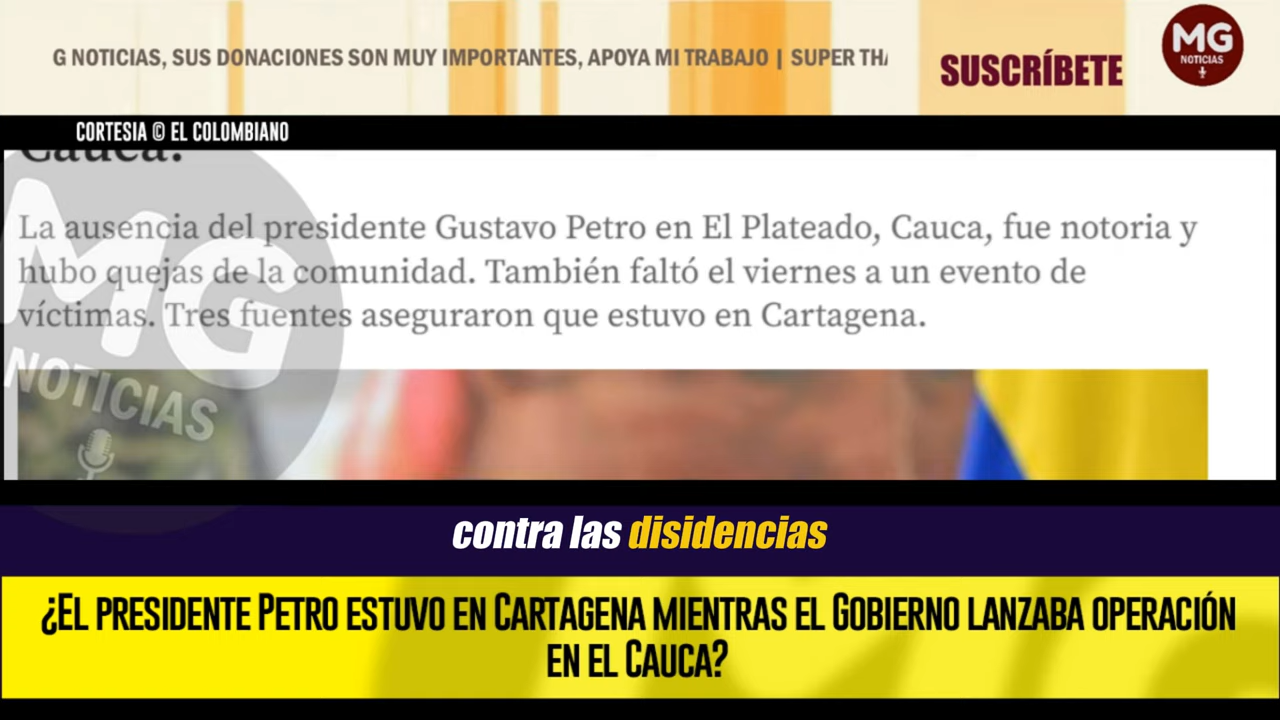 G NOTICIAS, SUS DONACIONES SON MUY IMPORTANTES, APOYA MI TRABAJO | SUPER THA
SUSCRÍBETE
MG
NOTICIAS
CORTESIA © EL COLOMBIANO
Cauca?
La ausencia del presidente Gustavo Petro en El Plateado, Cauca, fue notoria y
hubo quejas de la comunidad. También faltó el viernes a un evento de
víctimas. Tres fuentes aseguraron que estuvo en Cartagena.
MG
NOTICIAS
contra las disidencias
¿El presidente Petro estuvo en Cartagena mientras el Gobierno lanzaba operación
en el Cauca?